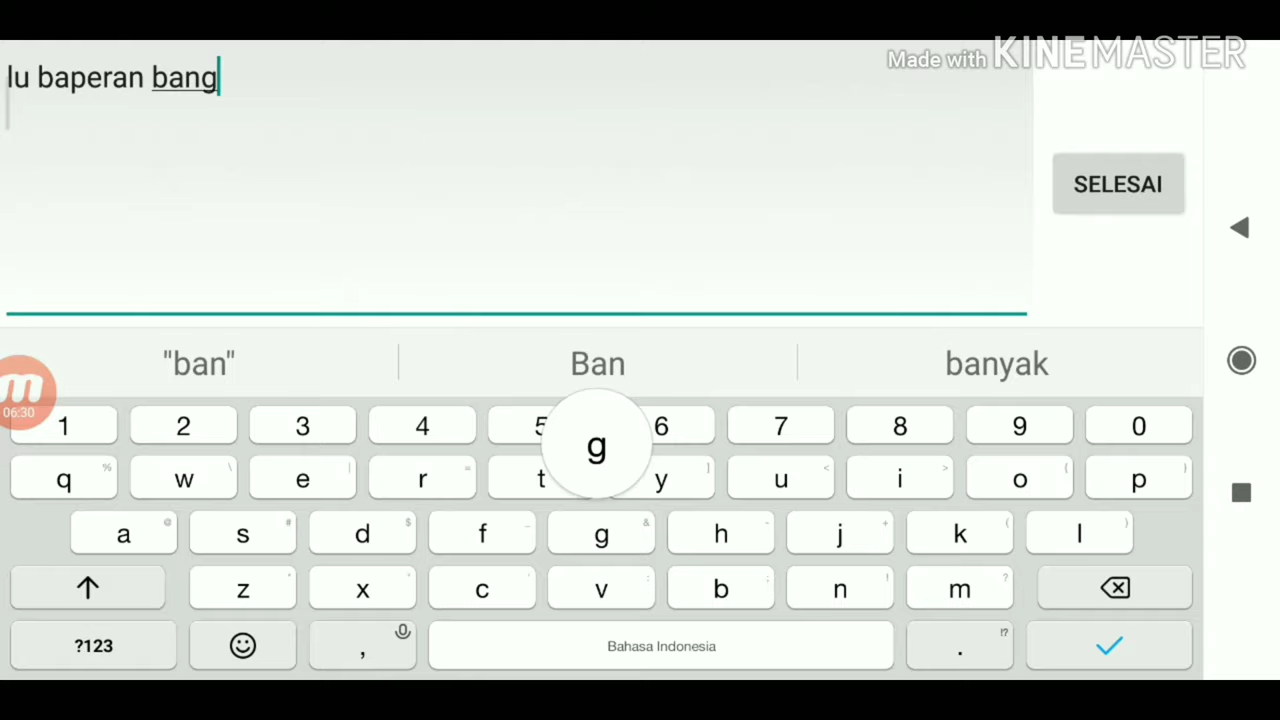 Made with KINEMASTER
lu baperan bang
SELESAI
"ban" Ban banyak
06:30
1 2 3 4 5 6 7 8 9 0
g
q w e r t y u i o p
a s d f g h j k l
z x c v b n m
?123 , Bahasa Indonesia .